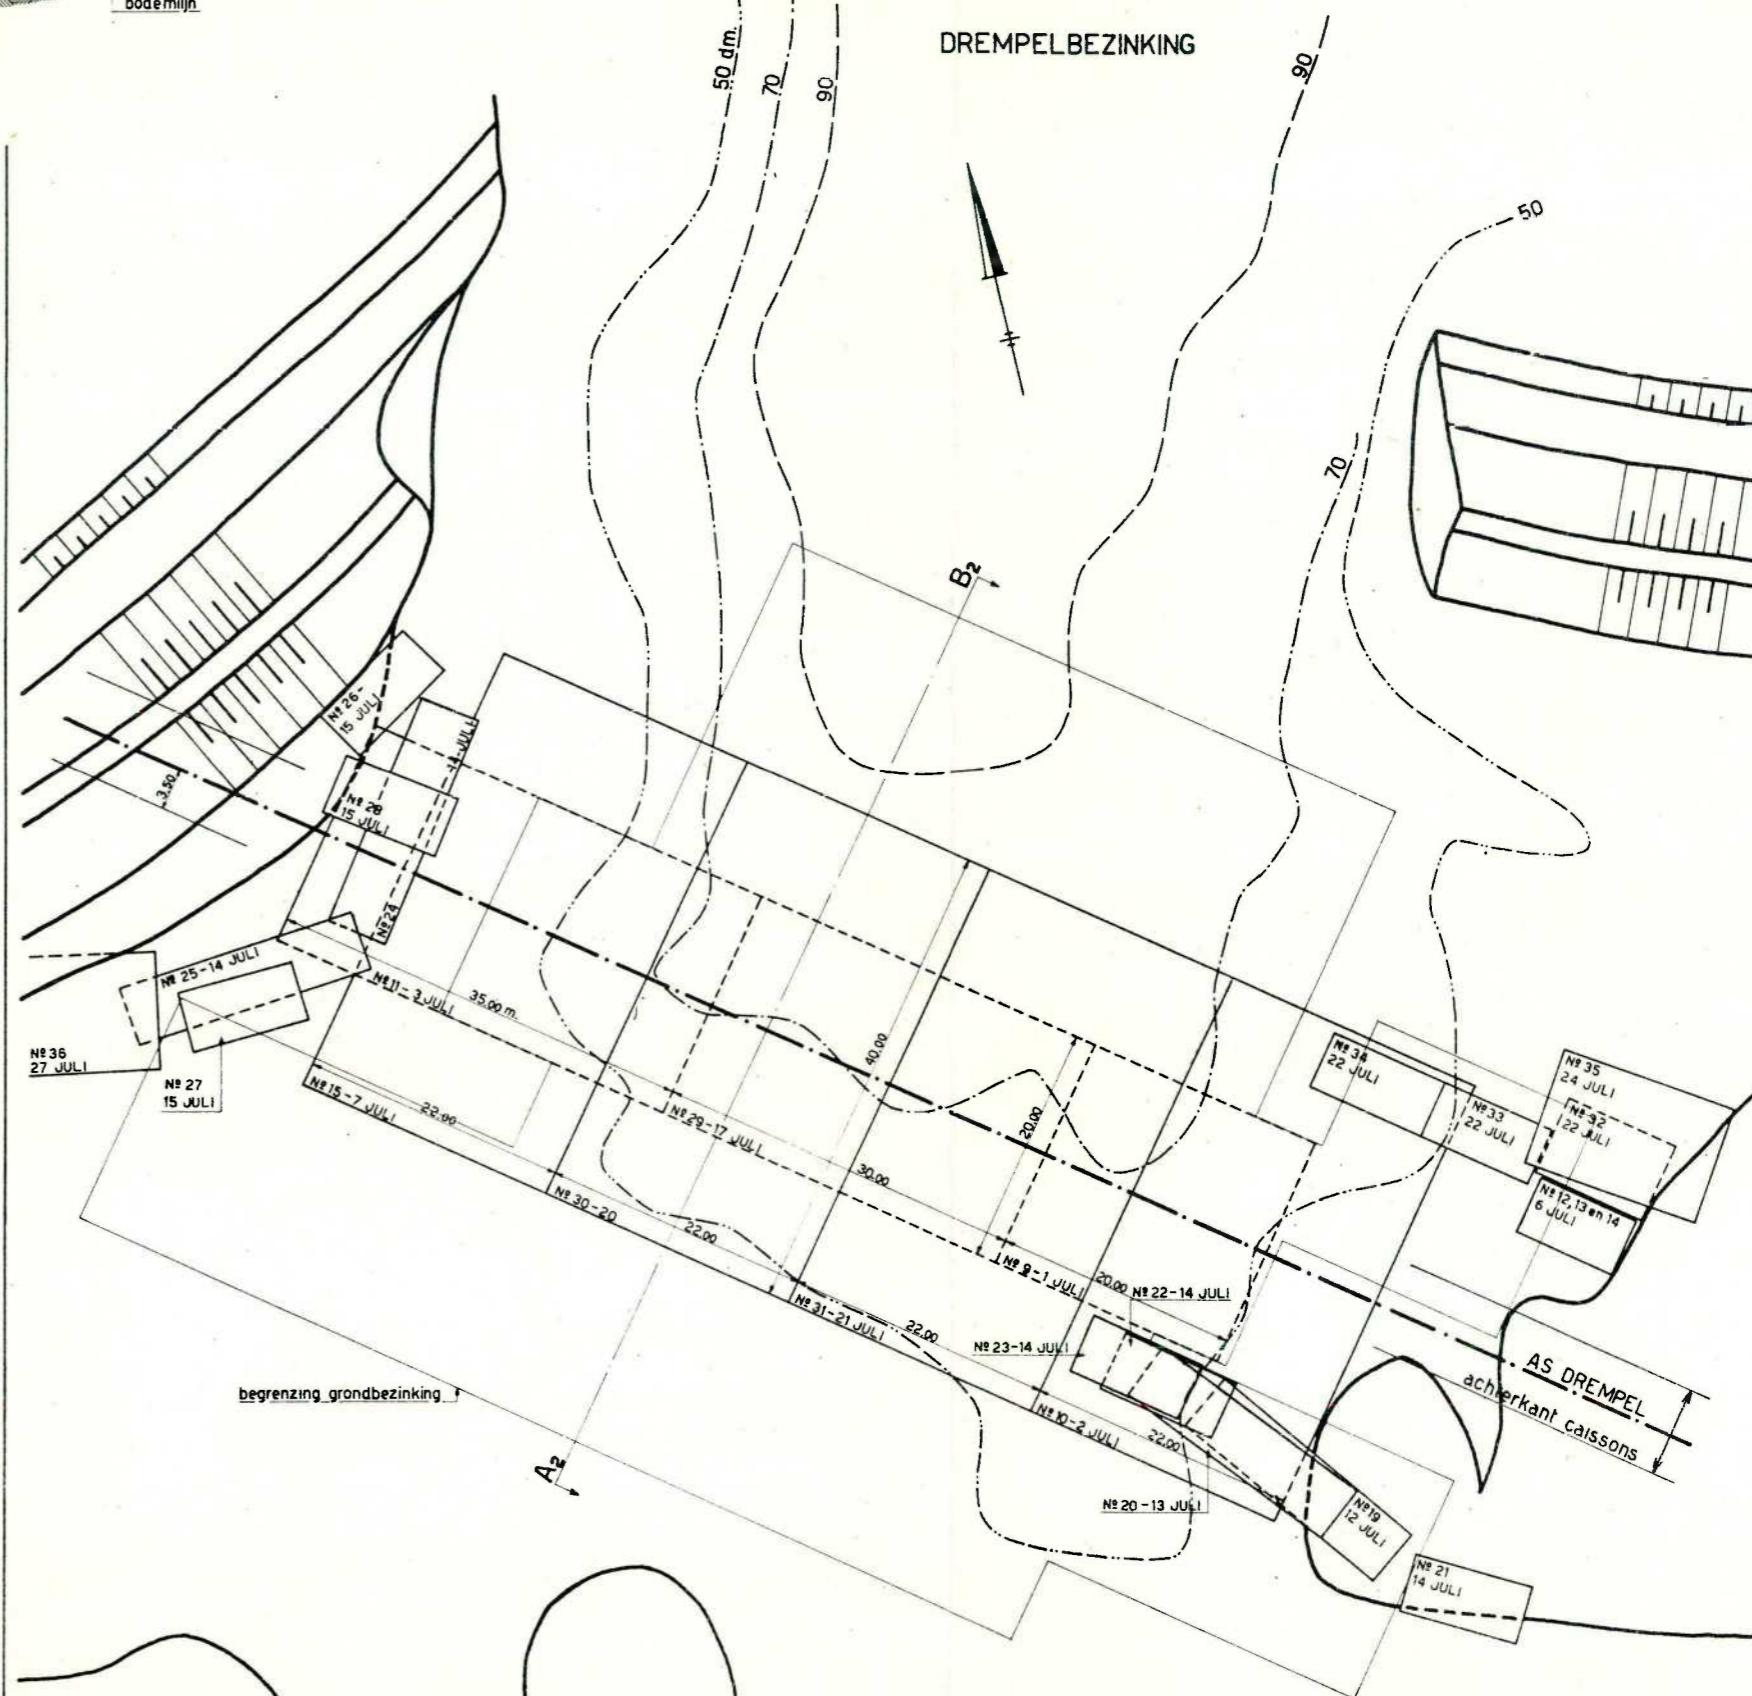 bodemlijn
DREMPELBEZINKING
50 dm.
70
90
90
50
70
B2
Nº 26 -
15 JULI
14 JULI
Nº 24
Nº 28
15 JULI
3.50
Nº 25-14 JULI
Nº 36
27 JULI
Nº 27
15 JULI
Nº 11 - 3 JULI
35.00 m.
Nº 15-7 JULI
22.00
40.00
20.00
Nº 29-17 JULI
30.00
Nº 30-20
22.00
Nº 9-1 JULI
20.00
Nº 22-14 JULI
Nº 31-21 JULI
22.00
Nº 23-14 JULI
Nº 10-2 JULI
22.00
Nº 20-13 JULI
Nº 19
12 JULI
Nº 21
14 JULI
Nº 34
22 JULI
Nº 33
22 JULI
Nº 35
24 JULI
Nº 32
22 JULI
Nº 12,13 en 14
6 JULI
AS DREMPEL
achterkant caissons
begrenzing grondbezinking
A2